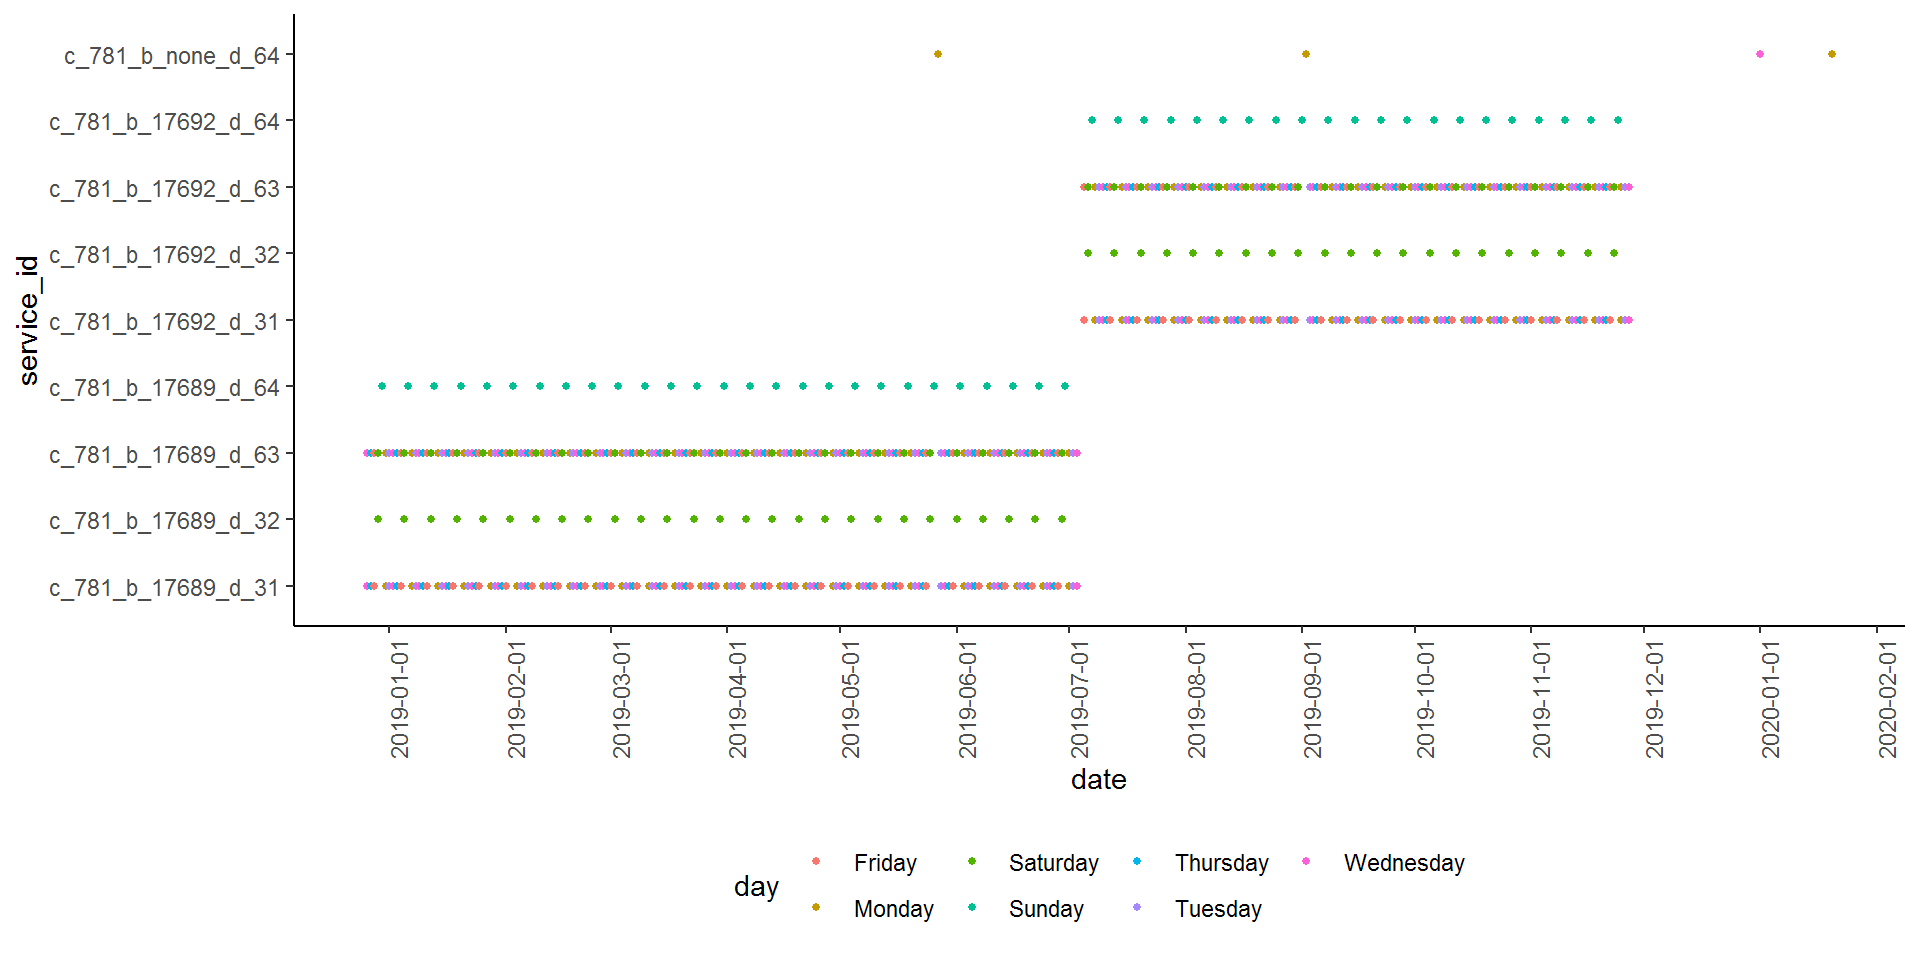 service_id
c_781_b_none_d_64
c_781_b_17692_d_64
c_781_b_17692_d_63
c_781_b_17692_d_32
c_781_b_17692_d_31
c_781_b_17689_d_64
c_781_b_17689_d_63
c_781_b_17689_d_32
c_781_b_17689_d_31
2019-01-01
2019-02-01
2019-03-01
2019-04-01
2019-05-01
2019-06-01
2019-07-01
2019-08-01
2019-09-01
2019-10-01
2019-11-01
2019-12-01
2020-01-01
2020-02-01
date
day
Friday Saturday Thursday Wednesday
Monday Sunday Tuesday